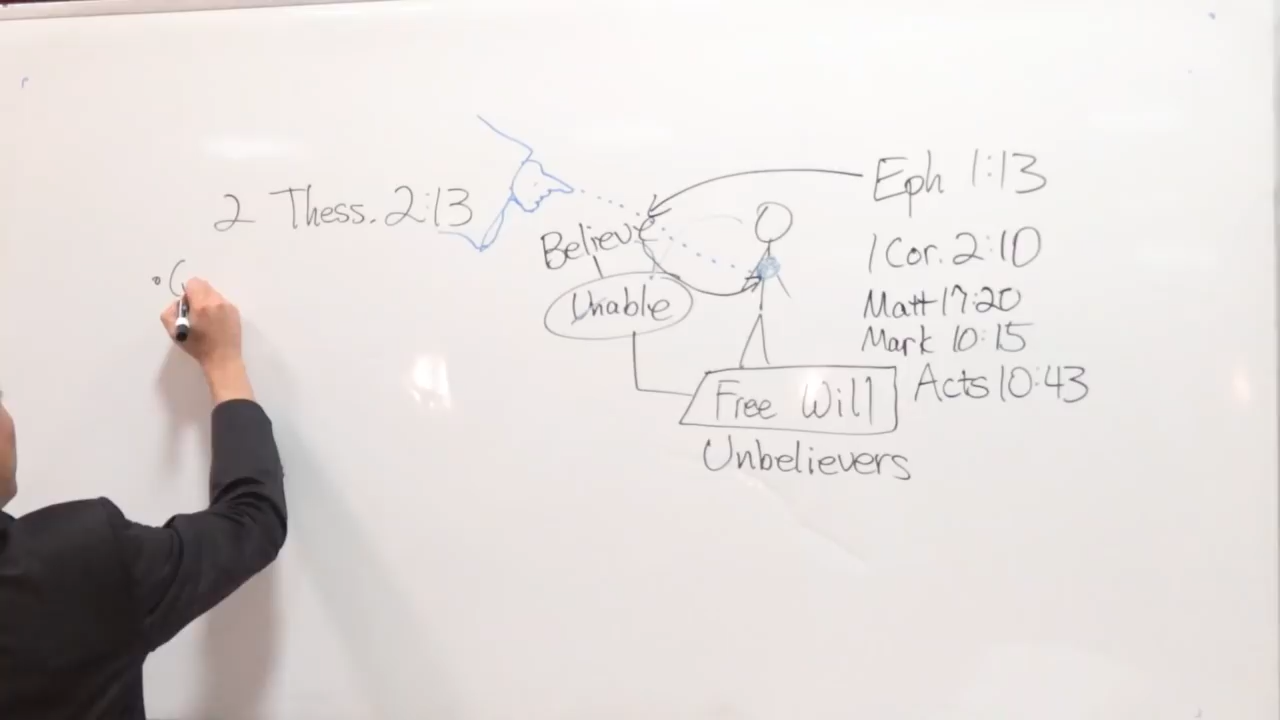 2 Thess. 2:13
Believe
Unable
Free Will
Unbelievers
Eph 1:13
1 Cor. 2:10
Matt 17:20
Mark 10:15
Acts 10:43